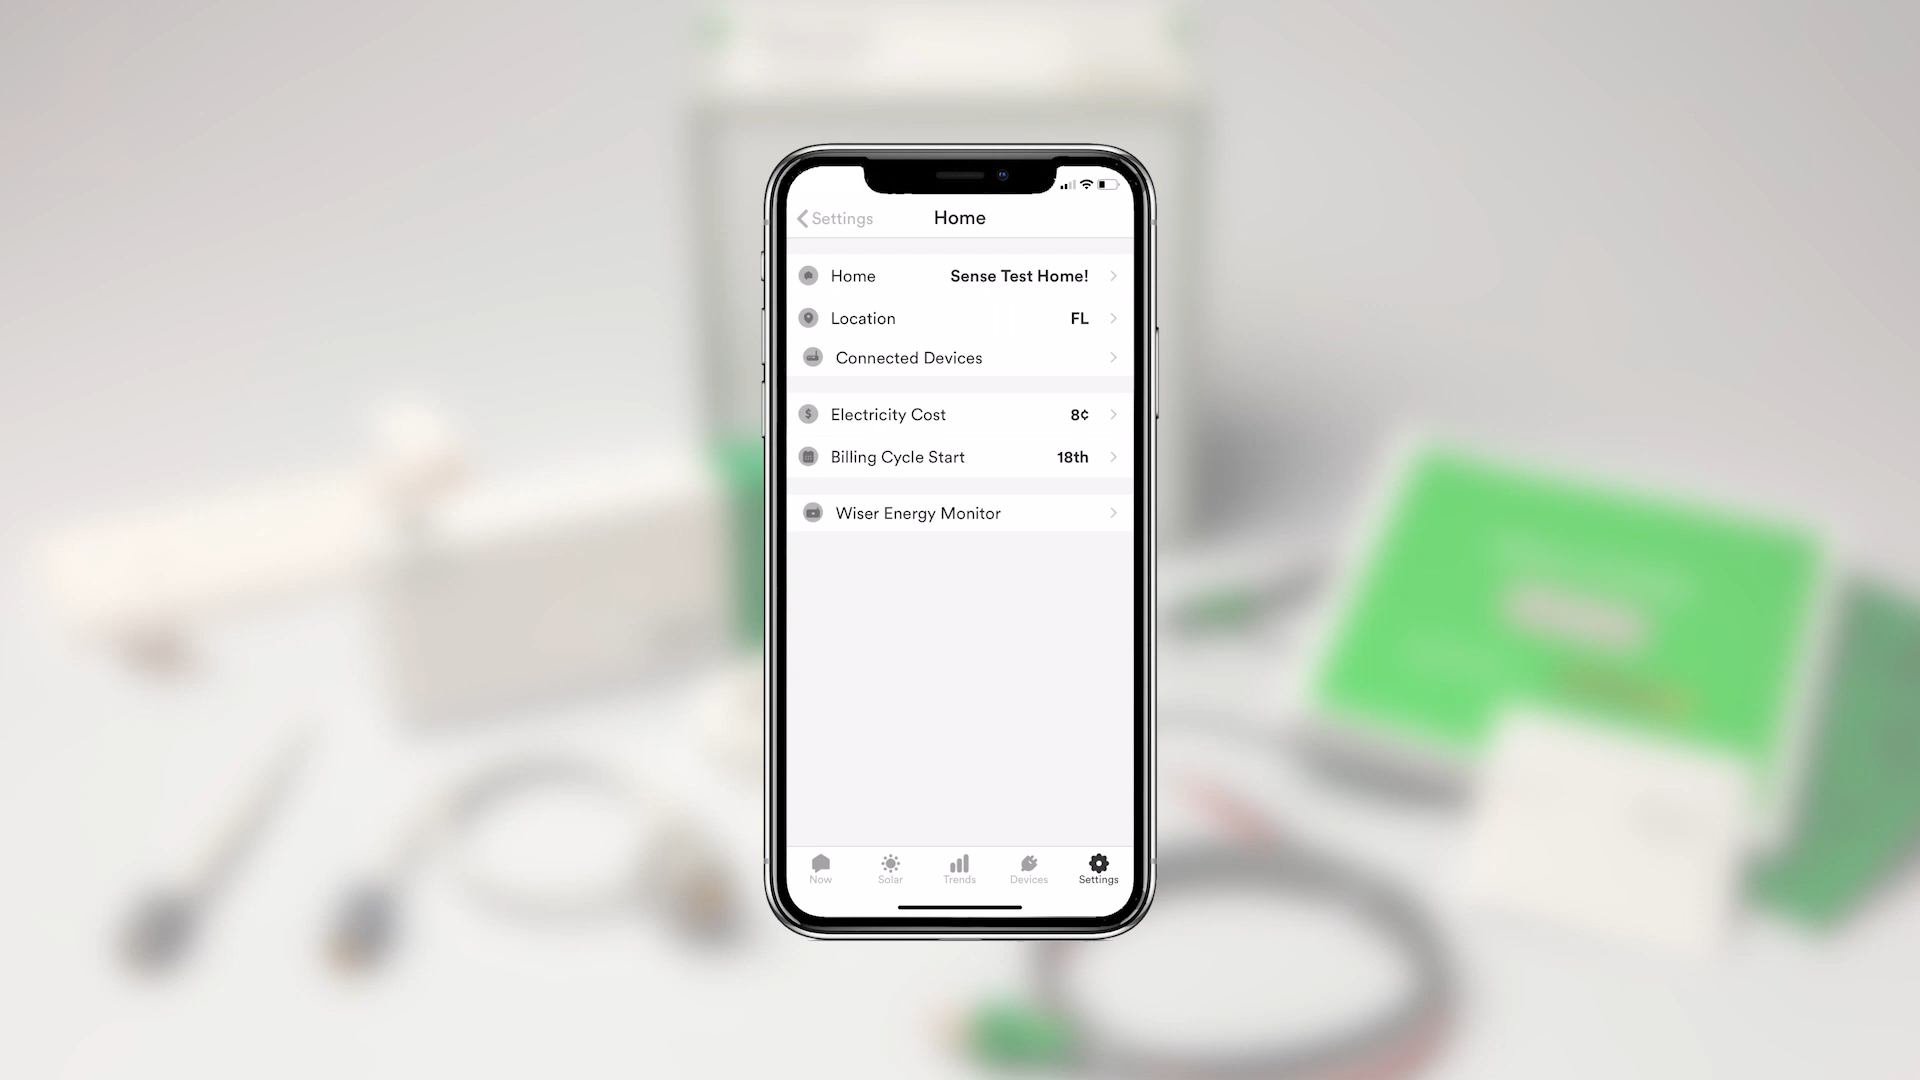 Settings Home
Home Sense Test Home!
Location FL
Connected Devices
Electricity Cost 8¢
Billing Cycle Start 18th
Wiser Energy Monitor
Now Solar Trends Devices Settings